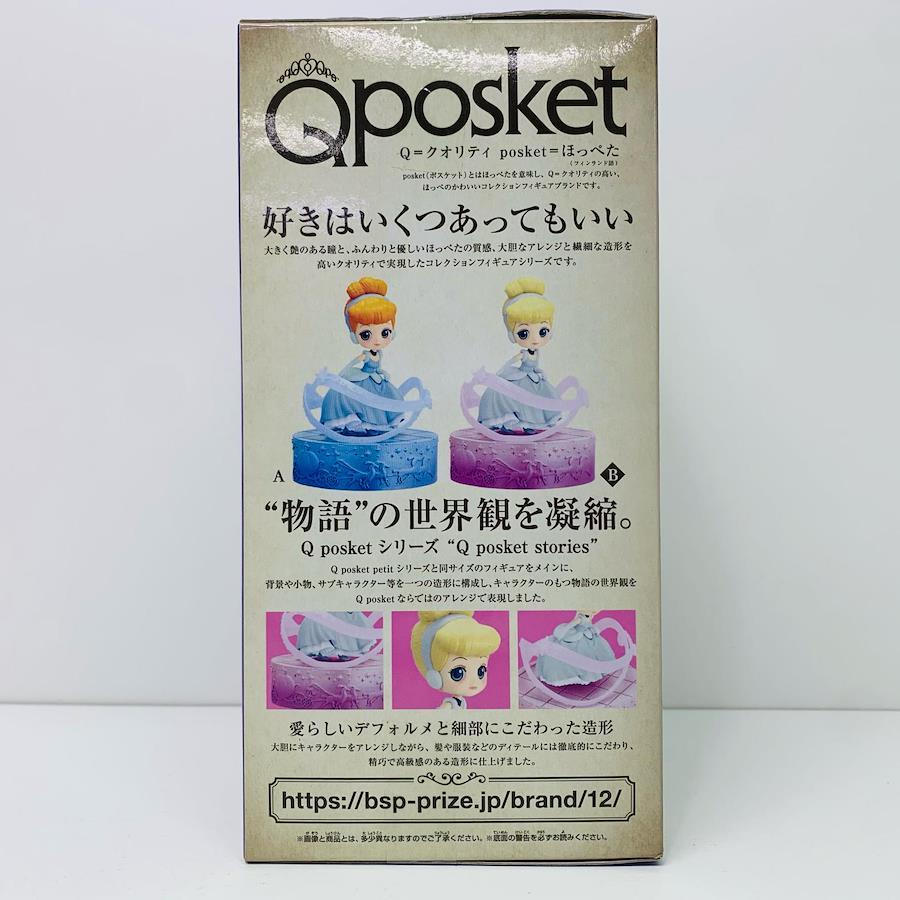 Qposket
Q=クオリティ posket=ほっぺた
(フィンランド語)
posket(ポスケット)とはほっぺたを意味し、Q=クオリティの高い、
ほっぺのかわいいコレクションフィギュアブランドです。
好きはいくつあってもいい
大きく艶のある瞳と、ふんわりと優しいほっぺたの質感、大胆なアレンジと繊細な造形を
高いクオリティで実現したコレクションフィギュアシリーズです。
A
B
“物語”の世界観を凝縮。
Q posket シリーズ “Q posket stories”
Q posket petit シリーズと同サイズのフィギュアをメインに、
背景や小物、サブキャラクター等を一つの造形に構成し、キャラクターのもつ物語の世界観を
Q posket ならではのアレンジで表現しました。
愛らしいデフォルメと細部にこだわった造形
大胆にキャラクターをアレンジしながら、髪や服装などのディテールには徹底的にこだわり、
精巧で高級感のある造形に仕上げました。
https://bsp-prize.jp/brand/12/
※画像と商品とは、多少異なりますのでご了承ください。※底面の警告を必ずお読みください。